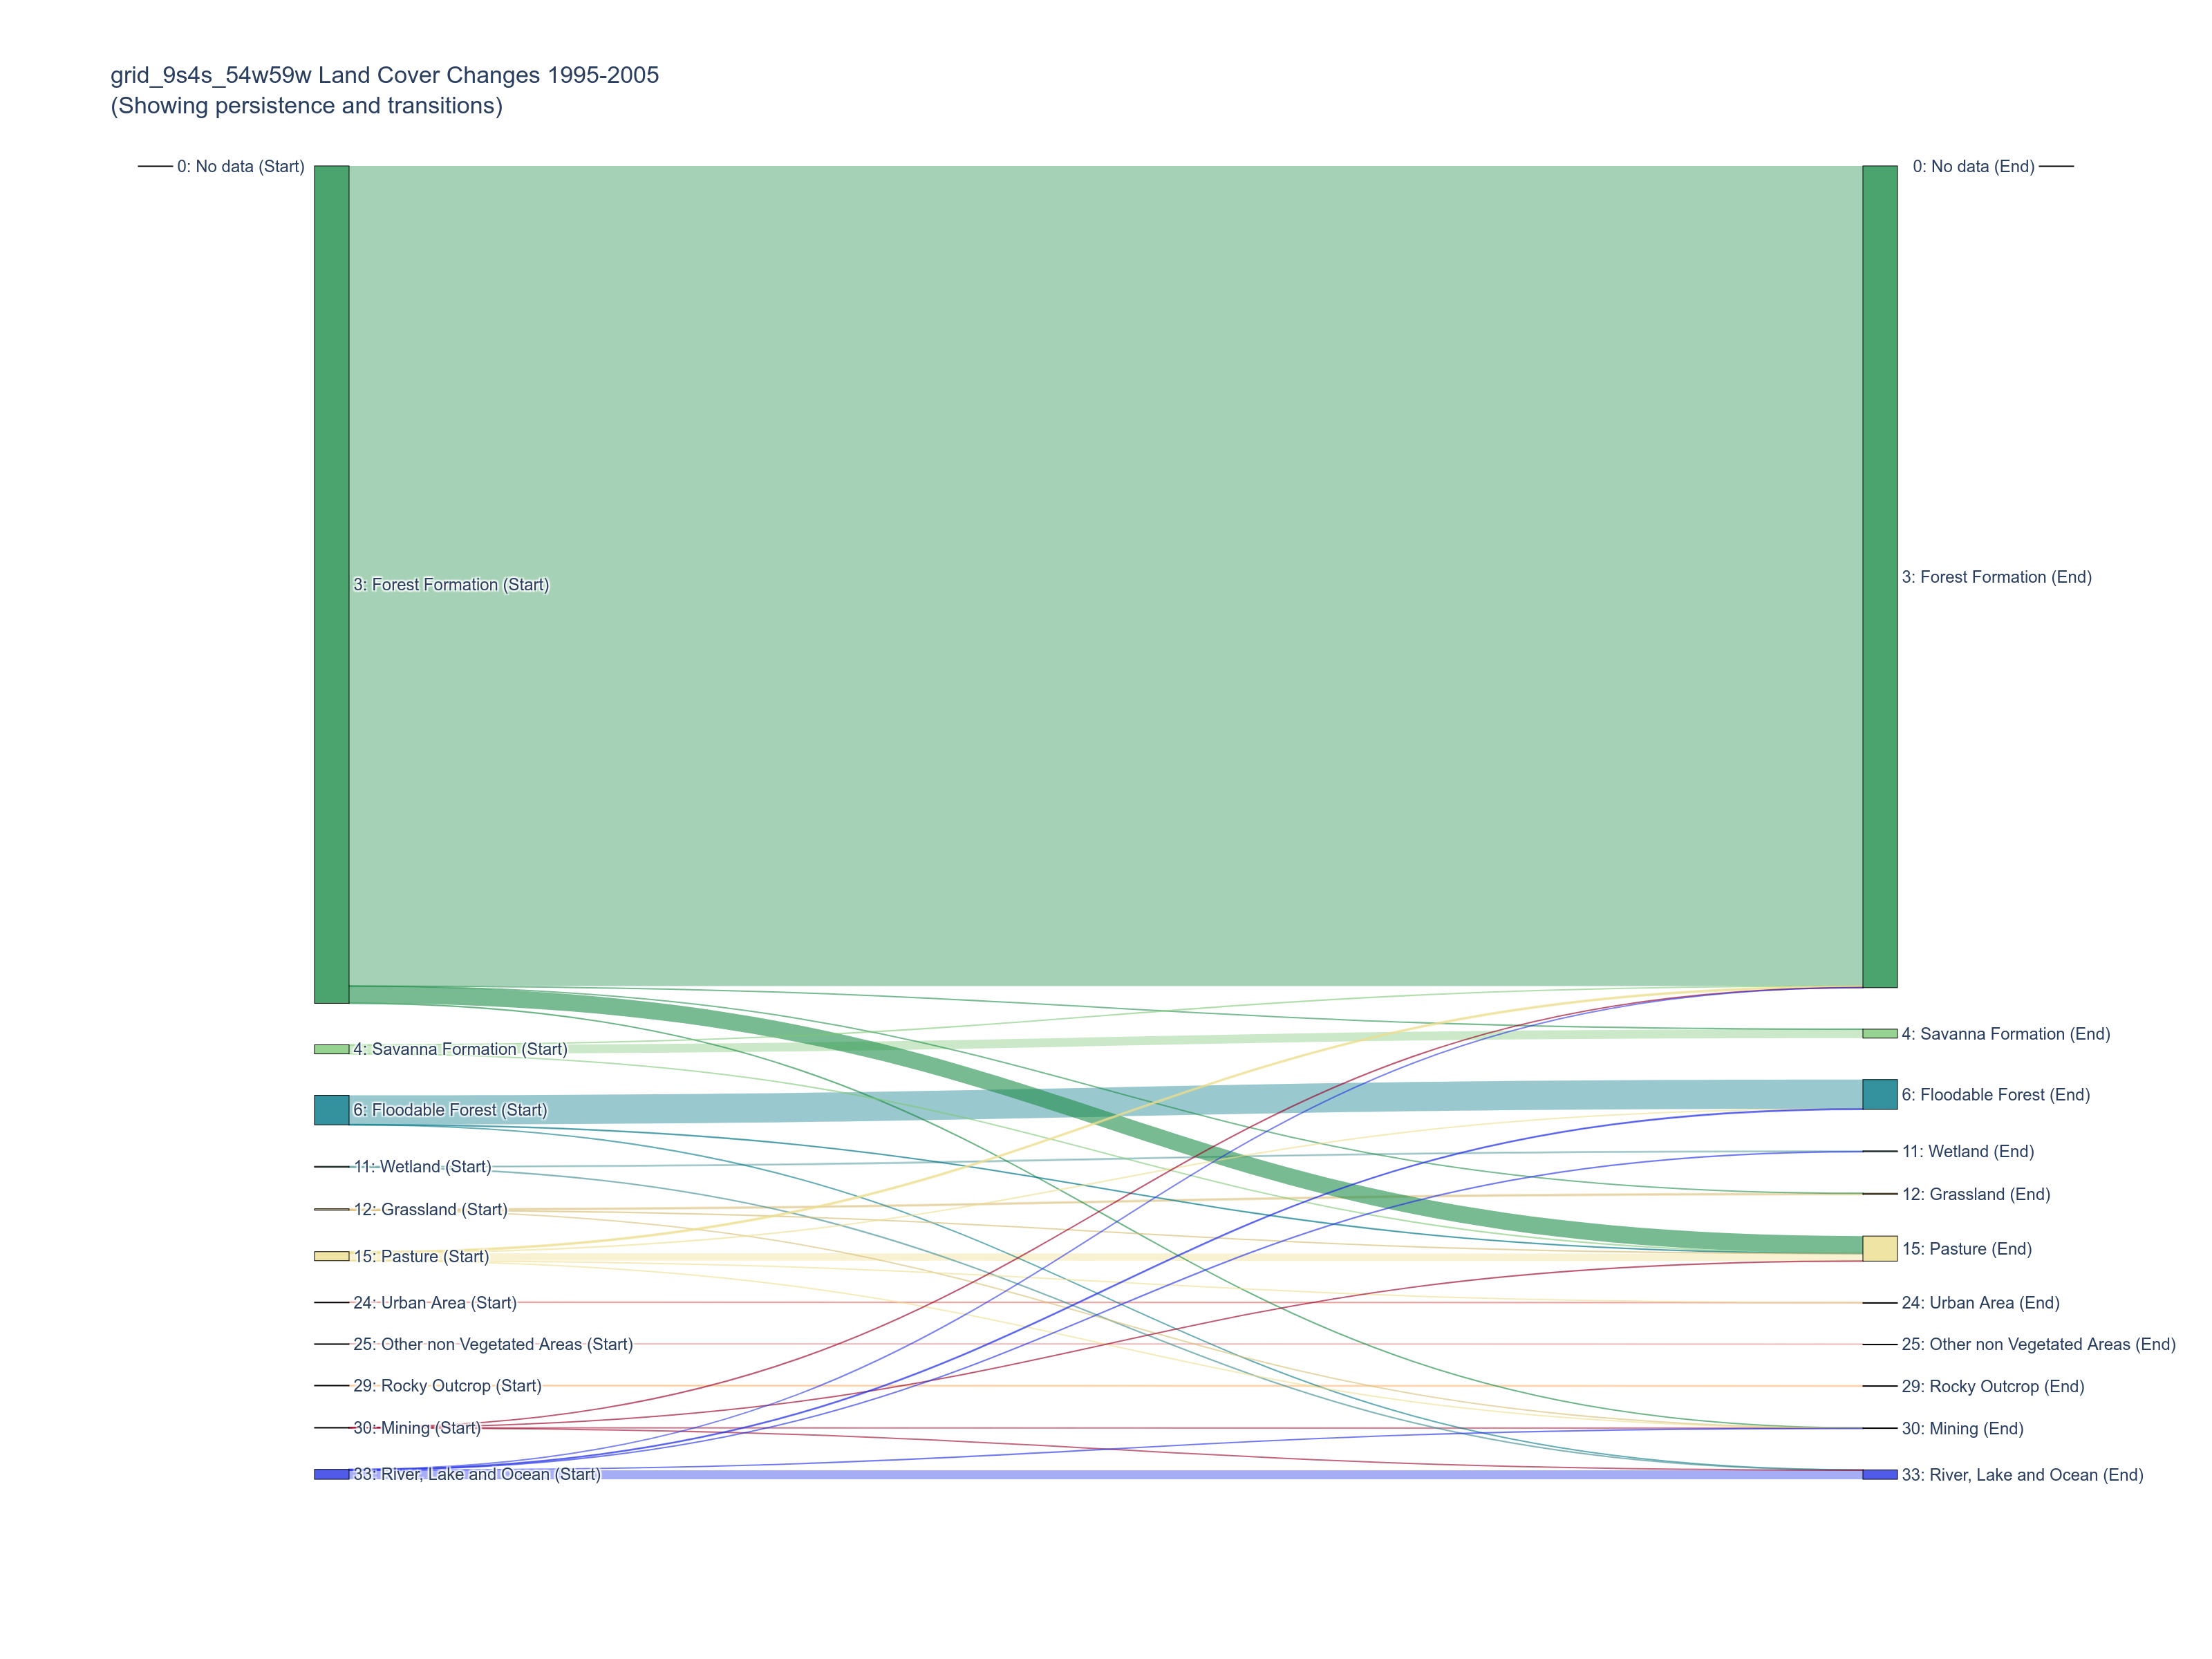 grid_9s4s_54w59w Land Cover Changes 1995-2005
(Showing persistence and transitions)
0: No data (Start)
0: No data (End)
3: Forest Formation (Start)
3: Forest Formation (End)
4: Savanna Formation (Start)
4: Savanna Formation (End)
6: Floodable Forest (Start)
6: Floodable Forest (End)
11: Wetland (Start)
11: Wetland (End)
12: Grassland (Start)
12: Grassland (End)
15: Pasture (Start)
15: Pasture (End)
24: Urban Area (Start)
24: Urban Area (End)
25: Other non Vegetated Areas (Start)
25: Other non Vegetated Areas (End)
29: Rocky Outcrop (Start)
29: Rocky Outcrop (End)
30: Mining (Start)
30: Mining (End)
33: River, Lake and Ocean (Start)
33: River, Lake and Ocean (End)